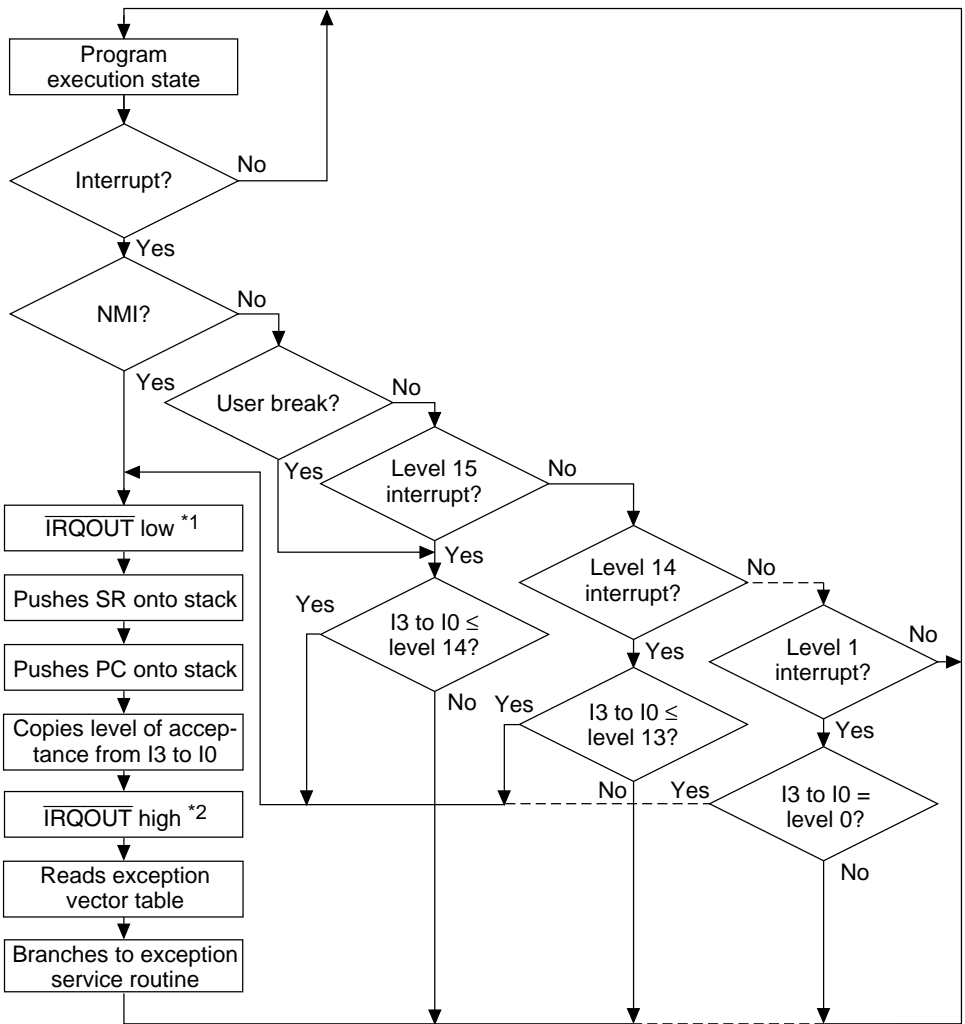 Program
execution state
Interrupt?
No
Yes
NMI?
No
Yes
User break?
No
Yes
Level 15
interrupt?
No
Yes
Level 14
interrupt?
No
Yes
Level 1
interrupt?
No
Yes
I3 to I0 ≤
level 14?
Yes
No
I3 to I0 ≤
level 13?
Yes
No
I3 to I0 =
level 0?
Yes
No
IRQOUT low *1
Pushes SR onto stack
Pushes PC onto stack
Copies level of accep-
tance from I3 to I0
IRQOUT high *2
Reads exception
vector table
Branches to exception
service routine